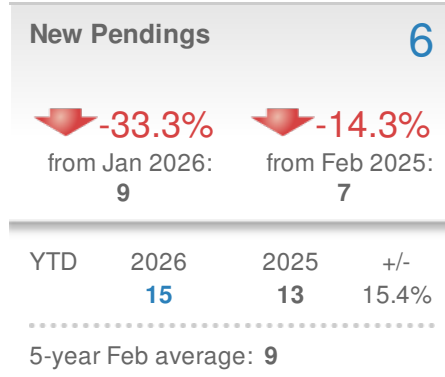 New Pendings 6
-33.3% -14.3%
from Jan 2026: from Feb 2025:
9 7
YTD 2026 2025 +/-
15 13 15.4%
5-year Feb average: 9